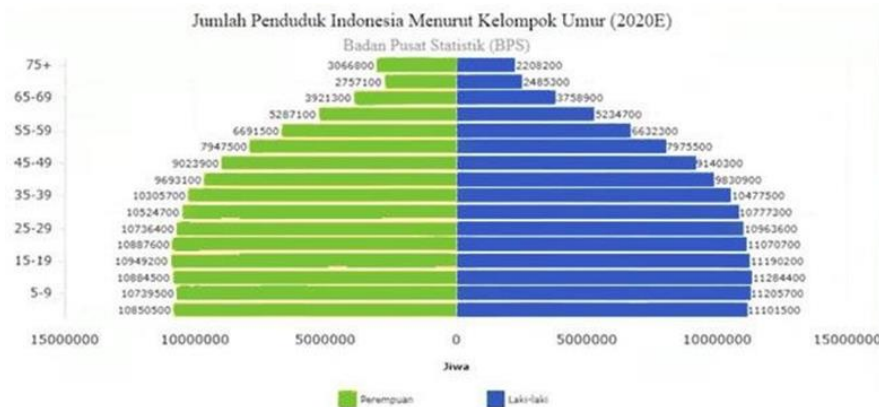 Jumlah Penduduk Indonesia Menurut Kelompok Umur (2020E)
Badan Pusat Statistik (BPS)
75+ 3066800 2208200
2757100 2485300
65-69 3921300 3758900
5287100 5234700
55-59 6691500 6632300
7947500 7975500
45-49 9023900 9140300
9693100 9830900
35-39 10305700 10477500
10524700 10777300
25-29 10736400 10963600
10887600 11070700
15-19 10949200 11190200
10884500 11284400
5-9 10739500 11205700
10850500 11101500
15000000 10000000 5000000 0 5000000 10000000 15000000
Jiwa
Perempuan Laki-laki